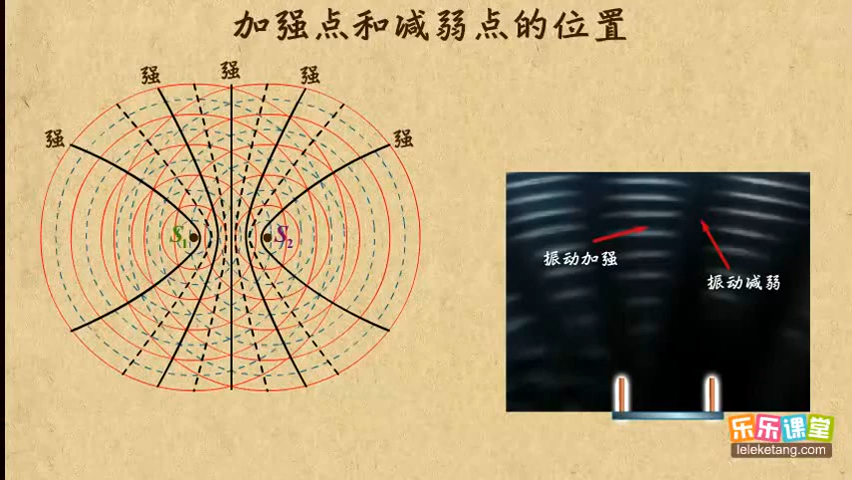 加强点和减弱点的位置
强
强
强
强
强
S1
S2
振动加强
振动减弱
乐乐课堂
leleketang.com